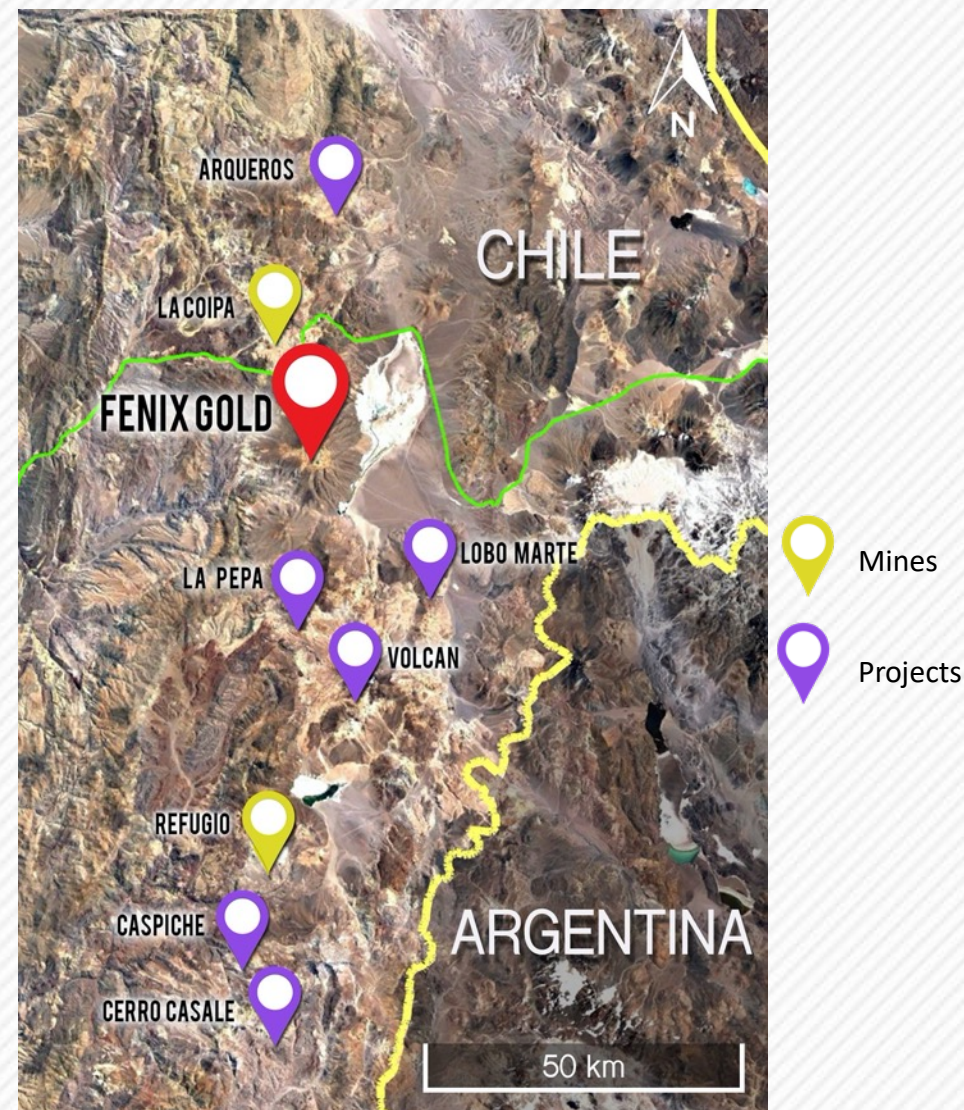 N
ARQUEROS
CHILE
LA COIPA
FENIX GOLD
LOBO MARTE
LA PEPA
VOLCAN
Mines
Projects
REFUGIO
CASPICHE
ARGENTINA
CERRO CASALE
50 km